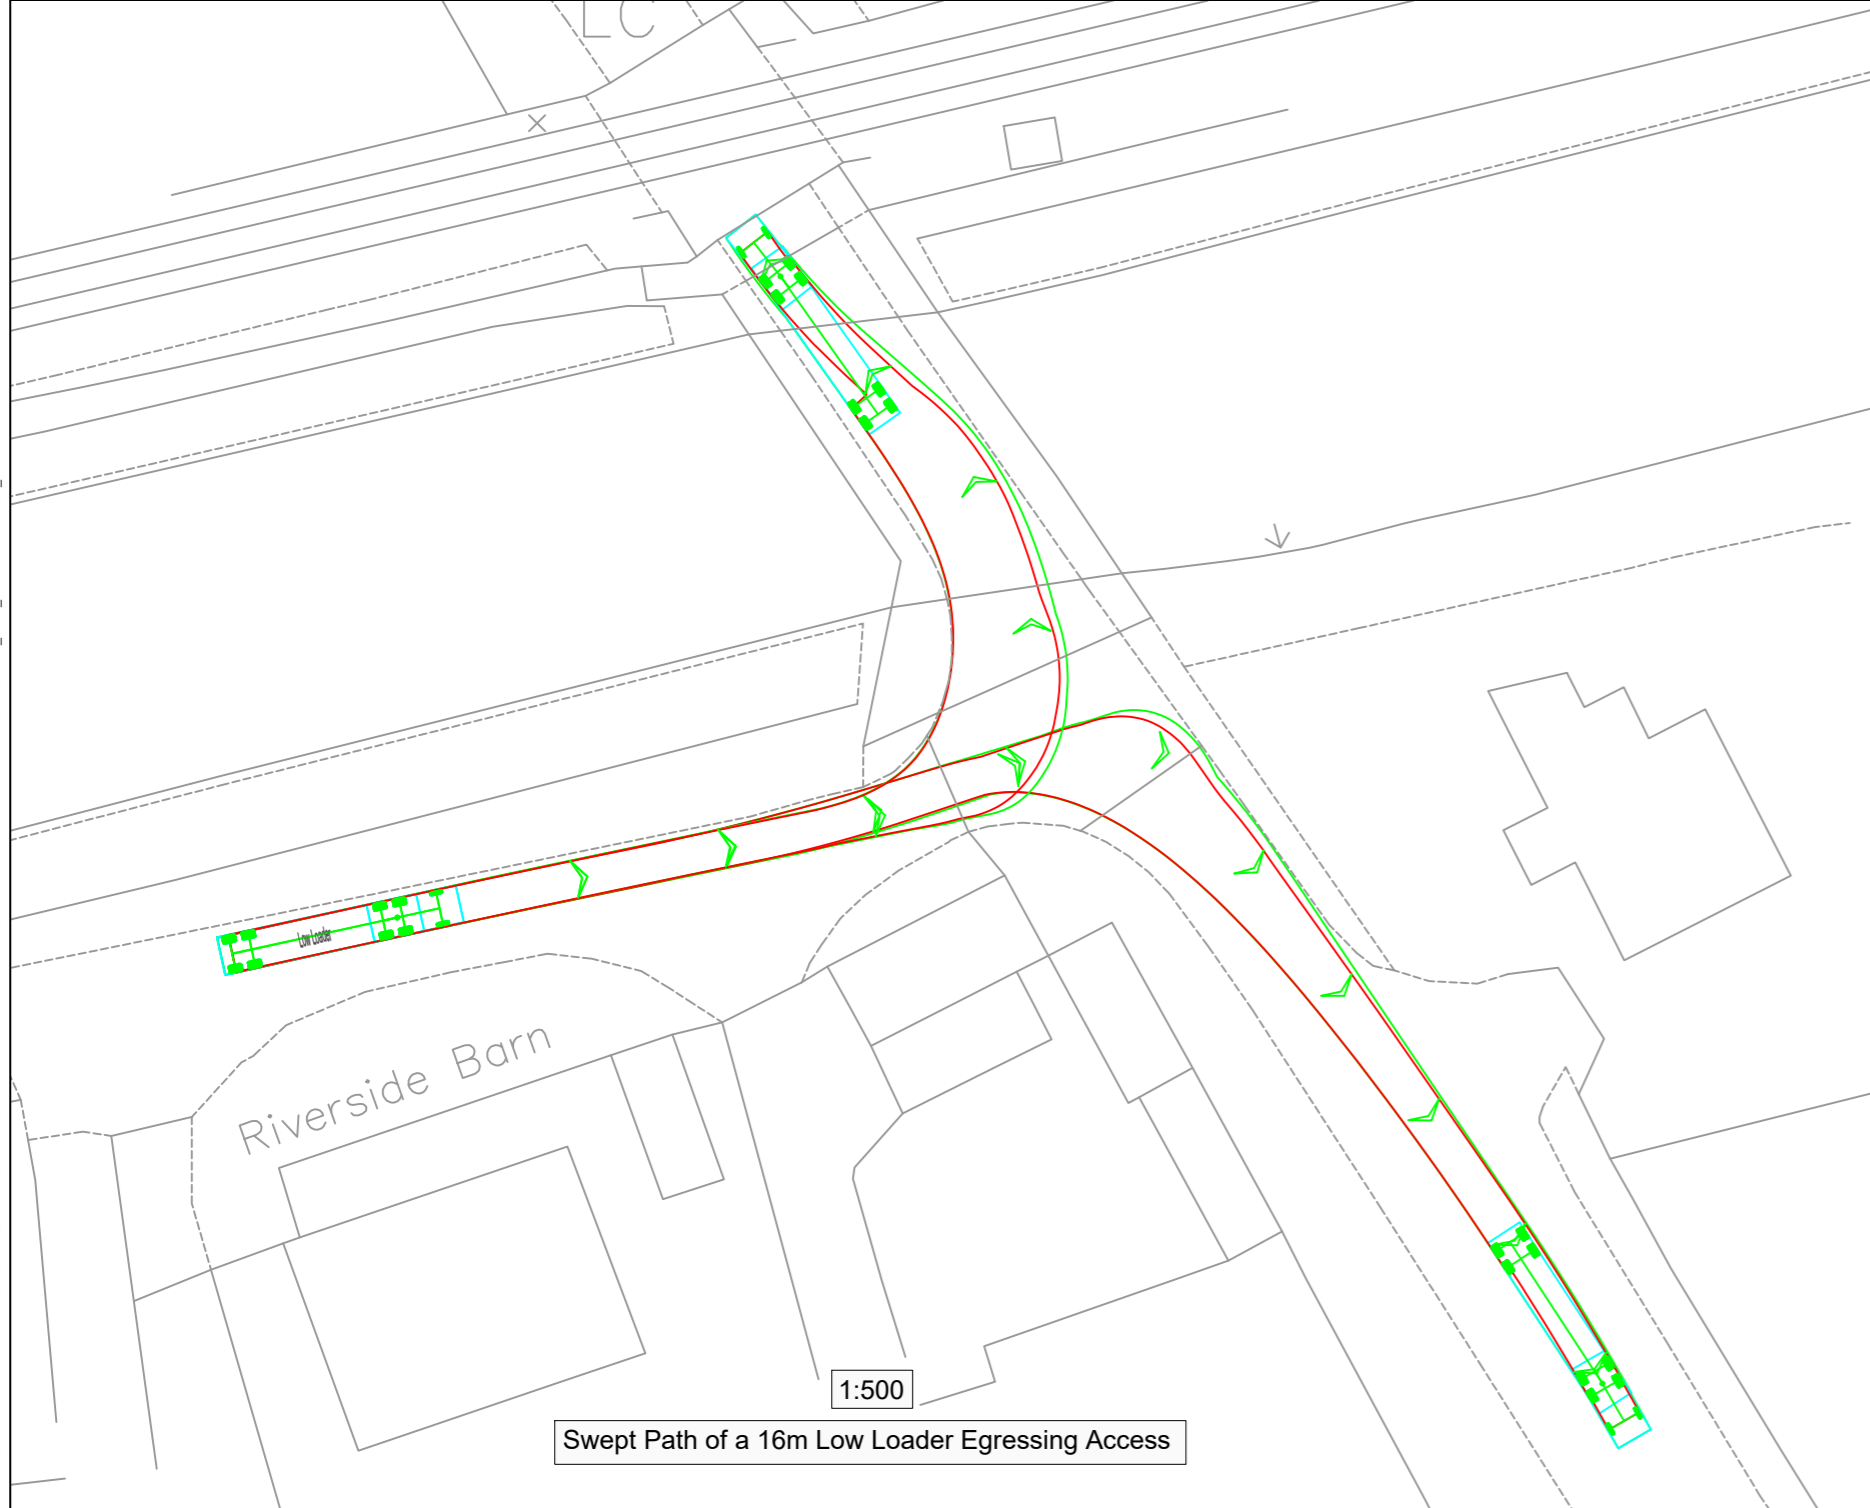 LC
Low Loader
Riverside Barn
1:500
Swept Path of a 16m Low Loader Egressing Access